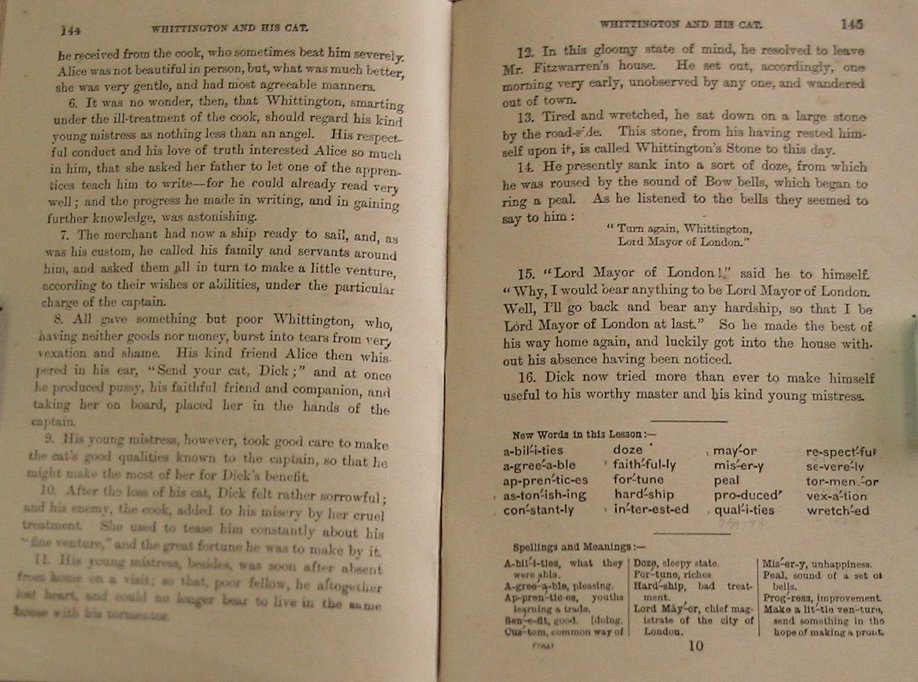 144 WHITTINGTON AND HIS CAT.
he received from the cook, who sometimes beat him severely.
Alice was not beautiful in person, but, what was much better,
she was very gentle, and had most agreeable manners.
6. It was no wonder, then, that Whittington, smarting
under the ill-treatment of the cook, should regard his kind
young mistress as nothing less than an angel. His respect-
ful conduct and his love of truth interested Alice so much
in him, that she asked her father to let one of the appren-
tices teach him to write—for he could already read very
well; and the progress he made in writing, and in gaining
further knowledge, was astonishing.
7. The merchant had now a ship ready to sail, and, as
was his custom, he called his family and servants around
him, and asked them all in turn to make a little venture,
according to their wishes or abilities, under the particular
charge of the captain.
8. All gave something but poor Whittington, who,
having neither goods nor money, burst into tears from very
vexation and shame. His kind friend Alice then whis-
pered in his ear, "Send your cat, Dick;" and at once
he produced pussy, his faithful friend and companion, and
taking her on board, placed her in the hands of the
captain.
9. His young mistress, however, took good care to make
the cat's good qualities known to the captain, so that he
might make the most of her for Dick's benefit.
10. After the loss of his cat, Dick felt rather sorrowful;
and his enemy, the cook, added to his misery by her cruel
treatment. She used to tease him constantly about his
"fine venture," and the great fortune he was to make by it.
11. His young mistress, besides, was soon after absent
from home on a visit; so that, poor fellow, he altogether
lost heart, and could no longer bear to live in the same
house with his tormentor.
WHITTINGTON AND HIS CAT. 145
12. In this gloomy state of mind, he resolved to leave
Mr. Fitzwarren's house. He set out, accordingly, one
morning very early, unobserved by any one, and wandered
out of town.
13. Tired and wretched, he sat down on a large stone
by the road-side. This stone, from his having rested him-
self upon it, is called Whittington's Stone to this day.
14. He presently sank into a sort of doze, from which
he was roused by the sound of Bow bells, which began to
ring a peal. As he listened to the bells they seemed to
say to him:
"Turn again, Whittington,
Lord Mayor of London."
15. "Lord Mayor of London!" said he to himself.
"Why, I would bear anything to be Lord Mayor of London.
Well, I'll go back and bear any hardship, so that I be
Lord Mayor of London at last." So he made the best of
his way home again, and luckily got into the house with-
out his absence having been noticed.
16. Dick now tried more than ever to make himself
useful to his worthy master and his kind young mistress.
New Words in this Lesson:—
a-bil´-i-ties doze may´-or re-spect´-ful
a-gree´-a-ble faith´-ful-ly mis´-er-y se-vere´-ly
ap-pren´-tic-es for´-tune peal tor-men´-or
as-ton´-ish-ing hard´-ship pro-duced´ vex-a´-tion
con´-stant-ly in´-ter-est-ed qual´-i-ties wretch´-ed
Spellings and Meanings:—
A-bil´-i-ties, what they
were able.
A-gree´-a-ble, pleasing.
Ap-pren´-tic-es, youths
learning a trade.
Ben´-e-fit, good. [doing.
Cus´-tom, common way of
Doze, sleepy state.
For´-tune, riches
Hard´-ship, bad treat-
ment.
Lord May´-or, chief mag-
istrate of the city of
London.
Mis´-er-y, unhappiness.
Peal, sound of a set of
bells.
Prog´-ress, improvement.
Make a lit´-tle ven´-ture,
send something in the
hope of making a profit.
10